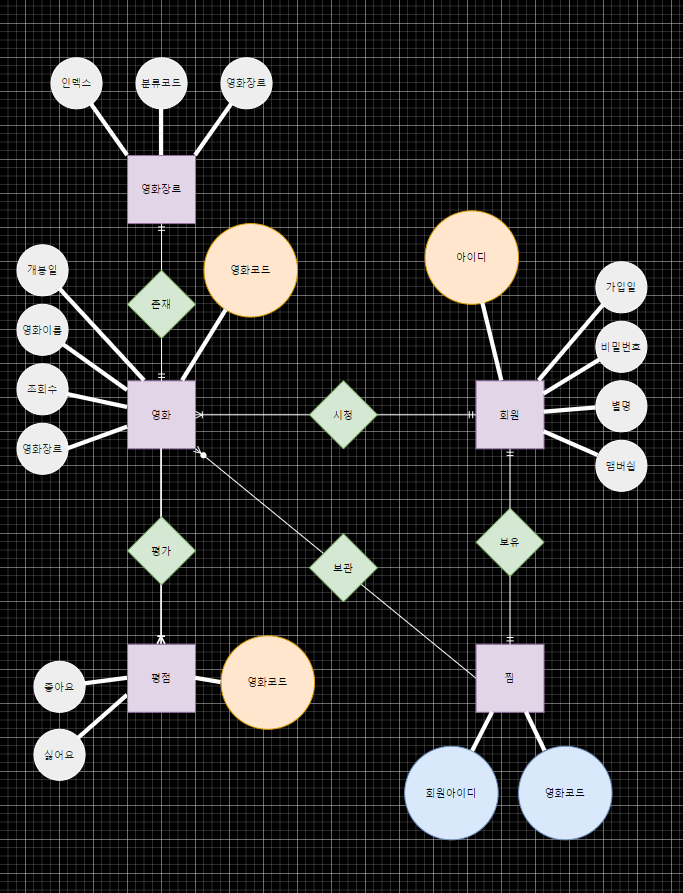 인덱스
분류코드
영화장르
영화장르
개봉일
영화코드
아이디
가입일
존재
영화이름
비밀번호
조회수
영화
시청
회원
별명
영화장르
맴버쉽
평가
보관
보유
좋아요
평점
영화코드
찜
싫어요
회원아이디
영화코드